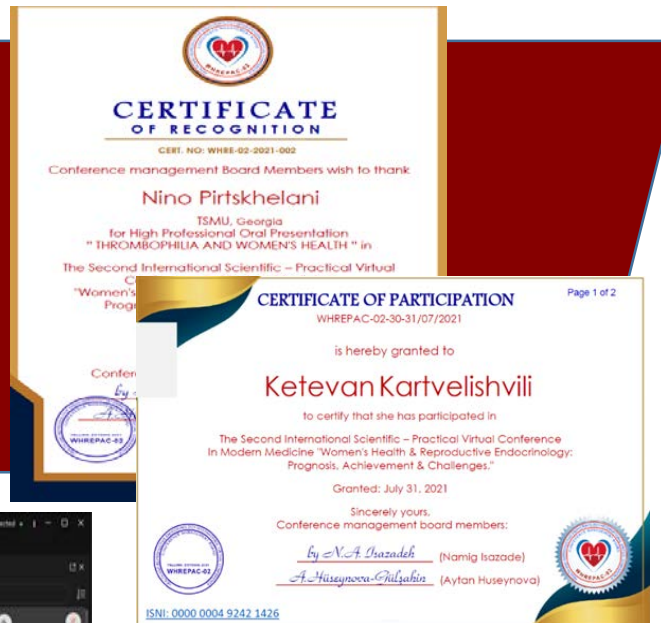 WHREPAC-02
CERTIFICATE
OF RECOGNITION
CERT. NO: WHRE-02-2021-002
Conference management Board Members wish to thank
Nino Pirtskhelani
TSMU, Georgia
for High Professional Oral Presentation
" THROMBOPHILIA AND WOMEN'S HEALTH " in
The Second International Scientific – Practical Virtual
C
"Women's
Progn
Confer
by
WHREPAC-02
CERTIFICATE OF PARTICIPATION
Page 1 of 2
WHREPAC-02-30-31/07/2021
is hereby granted to
Ketevan Kartvelishvili
to certify that she has participated in
The Second International Scientific – Practical Virtual Conference
In Modern Medicine "Women's Health & Reproductive Endocrinology:
Prognosis, Achievement & Challenges."
Granted: July 31, 2021
Sincerely yours,
Conference management board members:
by N.A. Isazadeh (Namig Isazade)
A.Hüseynova-Gülşahin (Aytan Huseynova)
WHREPAC-02
ISNI: 0000 0004 9242 1426